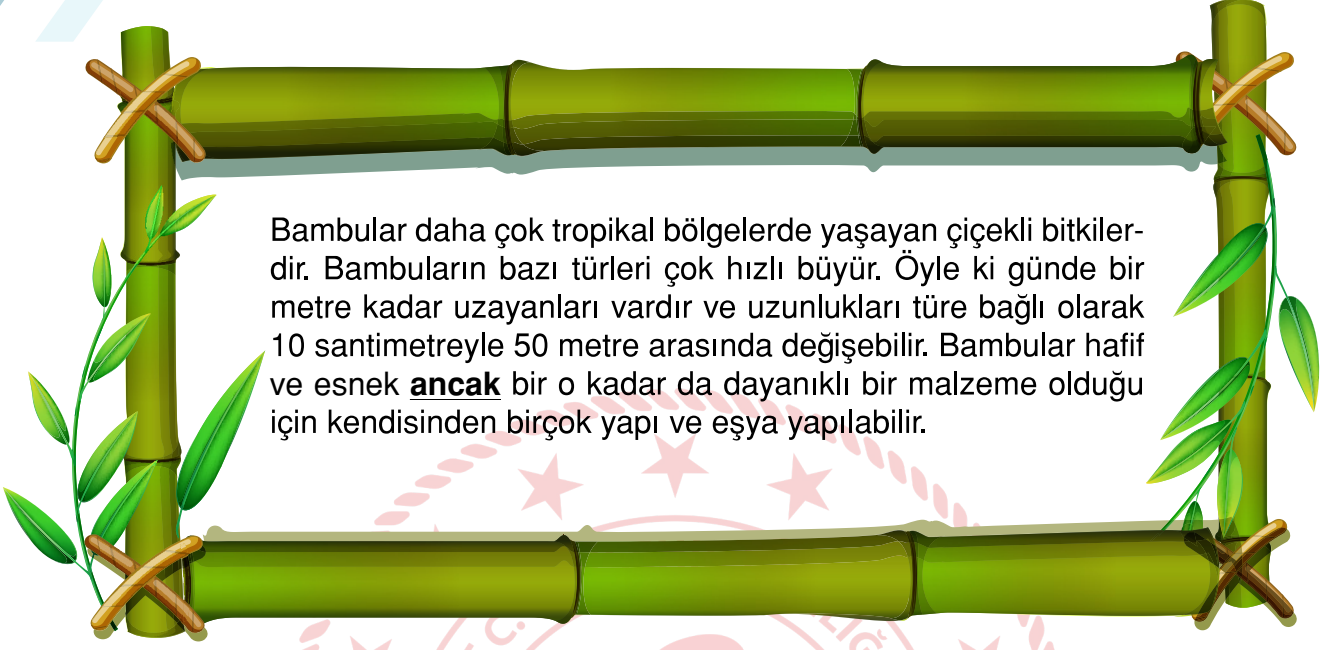 Bambular daha çok tropikal bölgelerde yaşayan çiçekli bitkiler-
dir. Bambuların bazı türleri çok hızlı büyür. Öyle ki günde bir
metre kadar uzayanları vardır ve uzunlukları türe bağlı olarak
10 santimetreyle 50 metre arasında değişebilir. Bambular hafif
ve esnek ancak bir o kadar da dayanıklı bir malzeme olduğu
için kendisinden birçok yapı ve eşya yapılabilir.